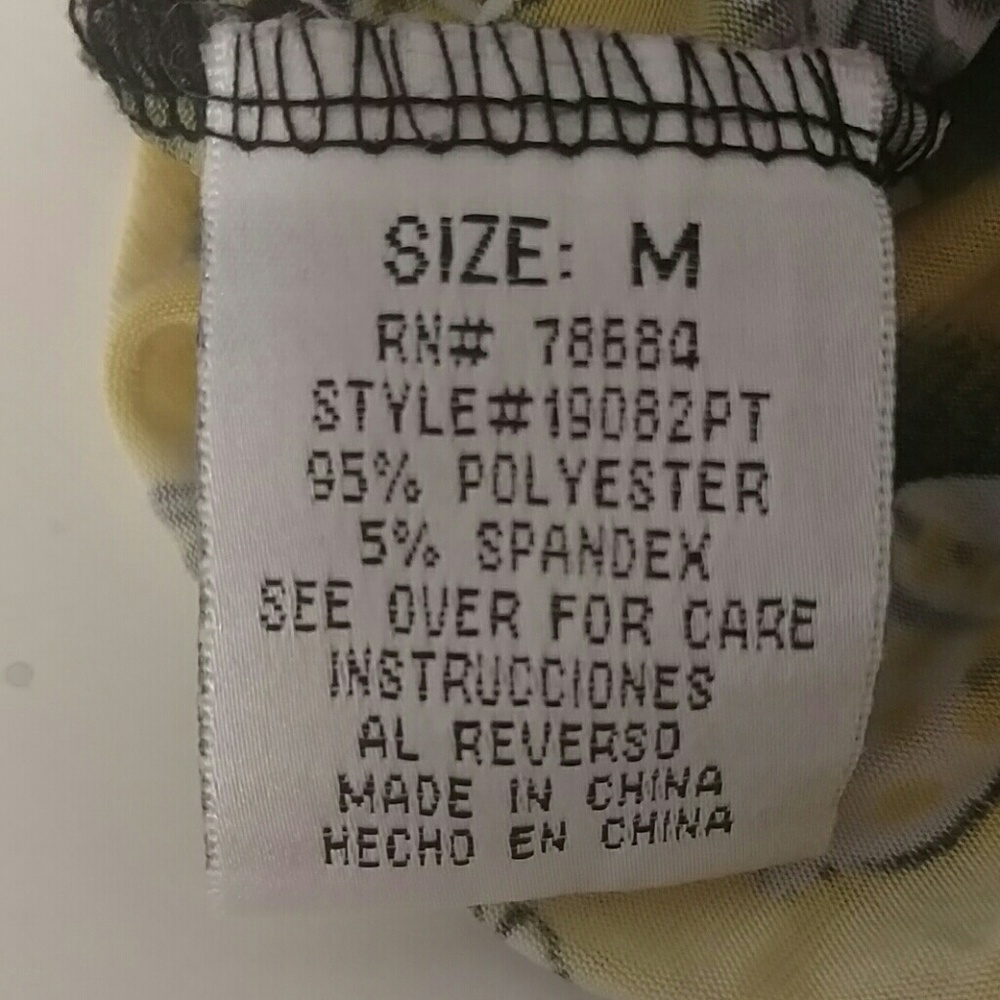 SIZE: M
RN# 78684
STYLE#19082PT
95% POLYESTER
5% SPANDEX
SEE OVER FOR CARE
INSTRUCCIONES
AL REVERSO
MADE IN CHINA
HECHO EN CHINA